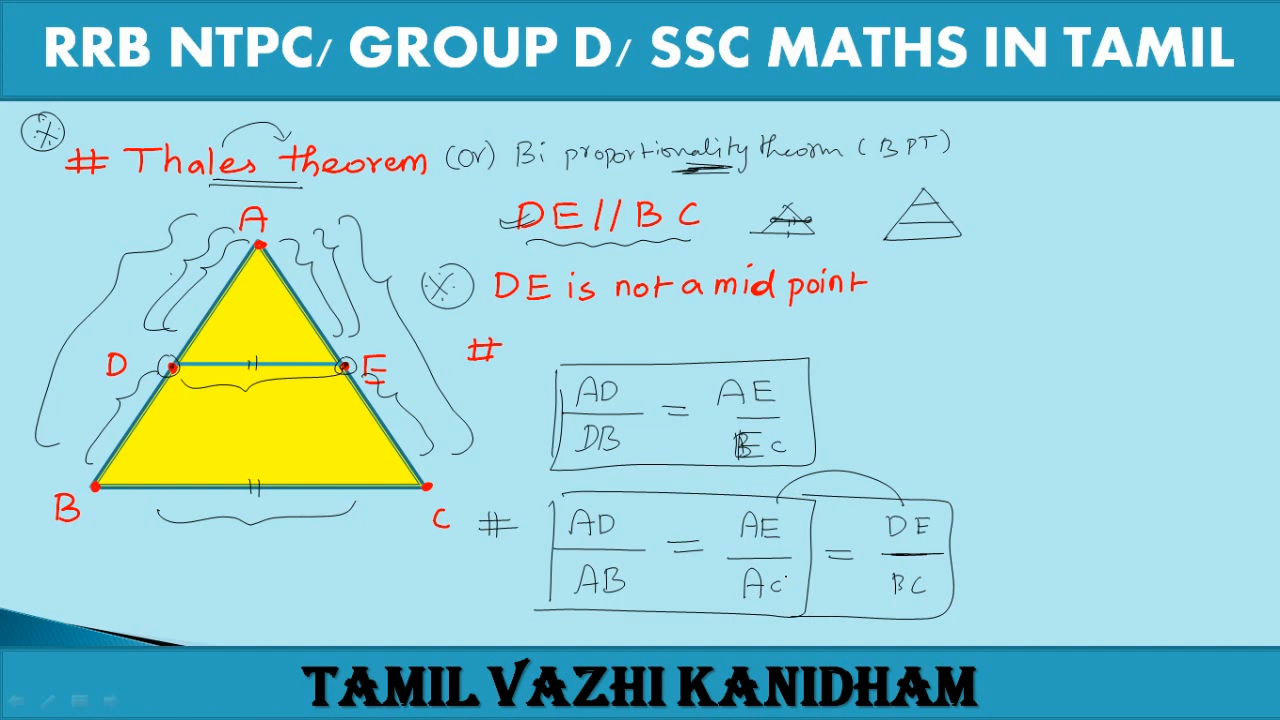 RRB NTPC/ GROUP D/ SSC MATHS IN TAMIL
# Thales theorem (or) Bi proportionality theorm (BPT)
A
DE//BC
DE is not a mid point
D
E
#
AD/DB = AE/EC
B
C
# AD/AB = AE/AC = DE/BC
TAMIL VAZHI KANIDHAM